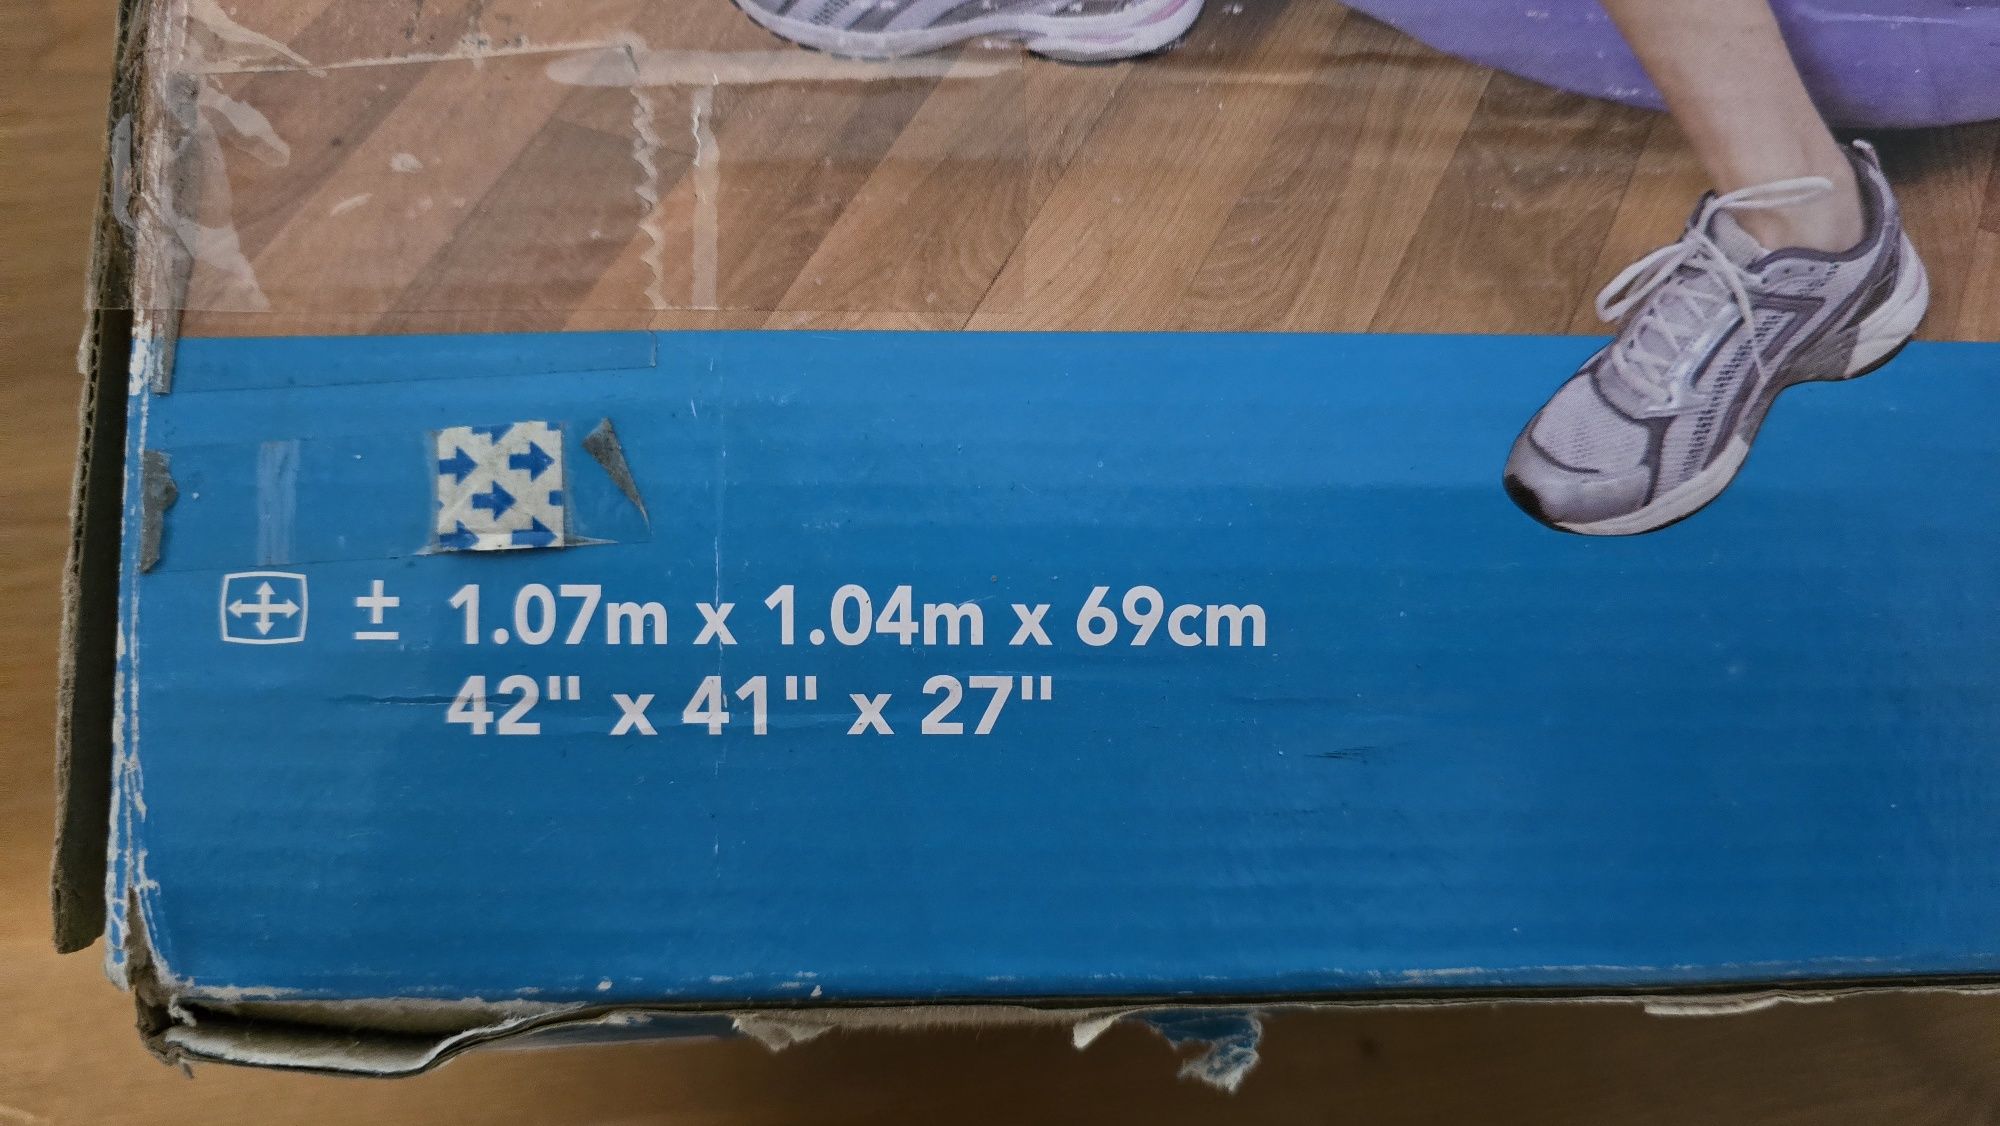 ± 1.07m x 1.04m x 69cm
42" x 41" x 27"